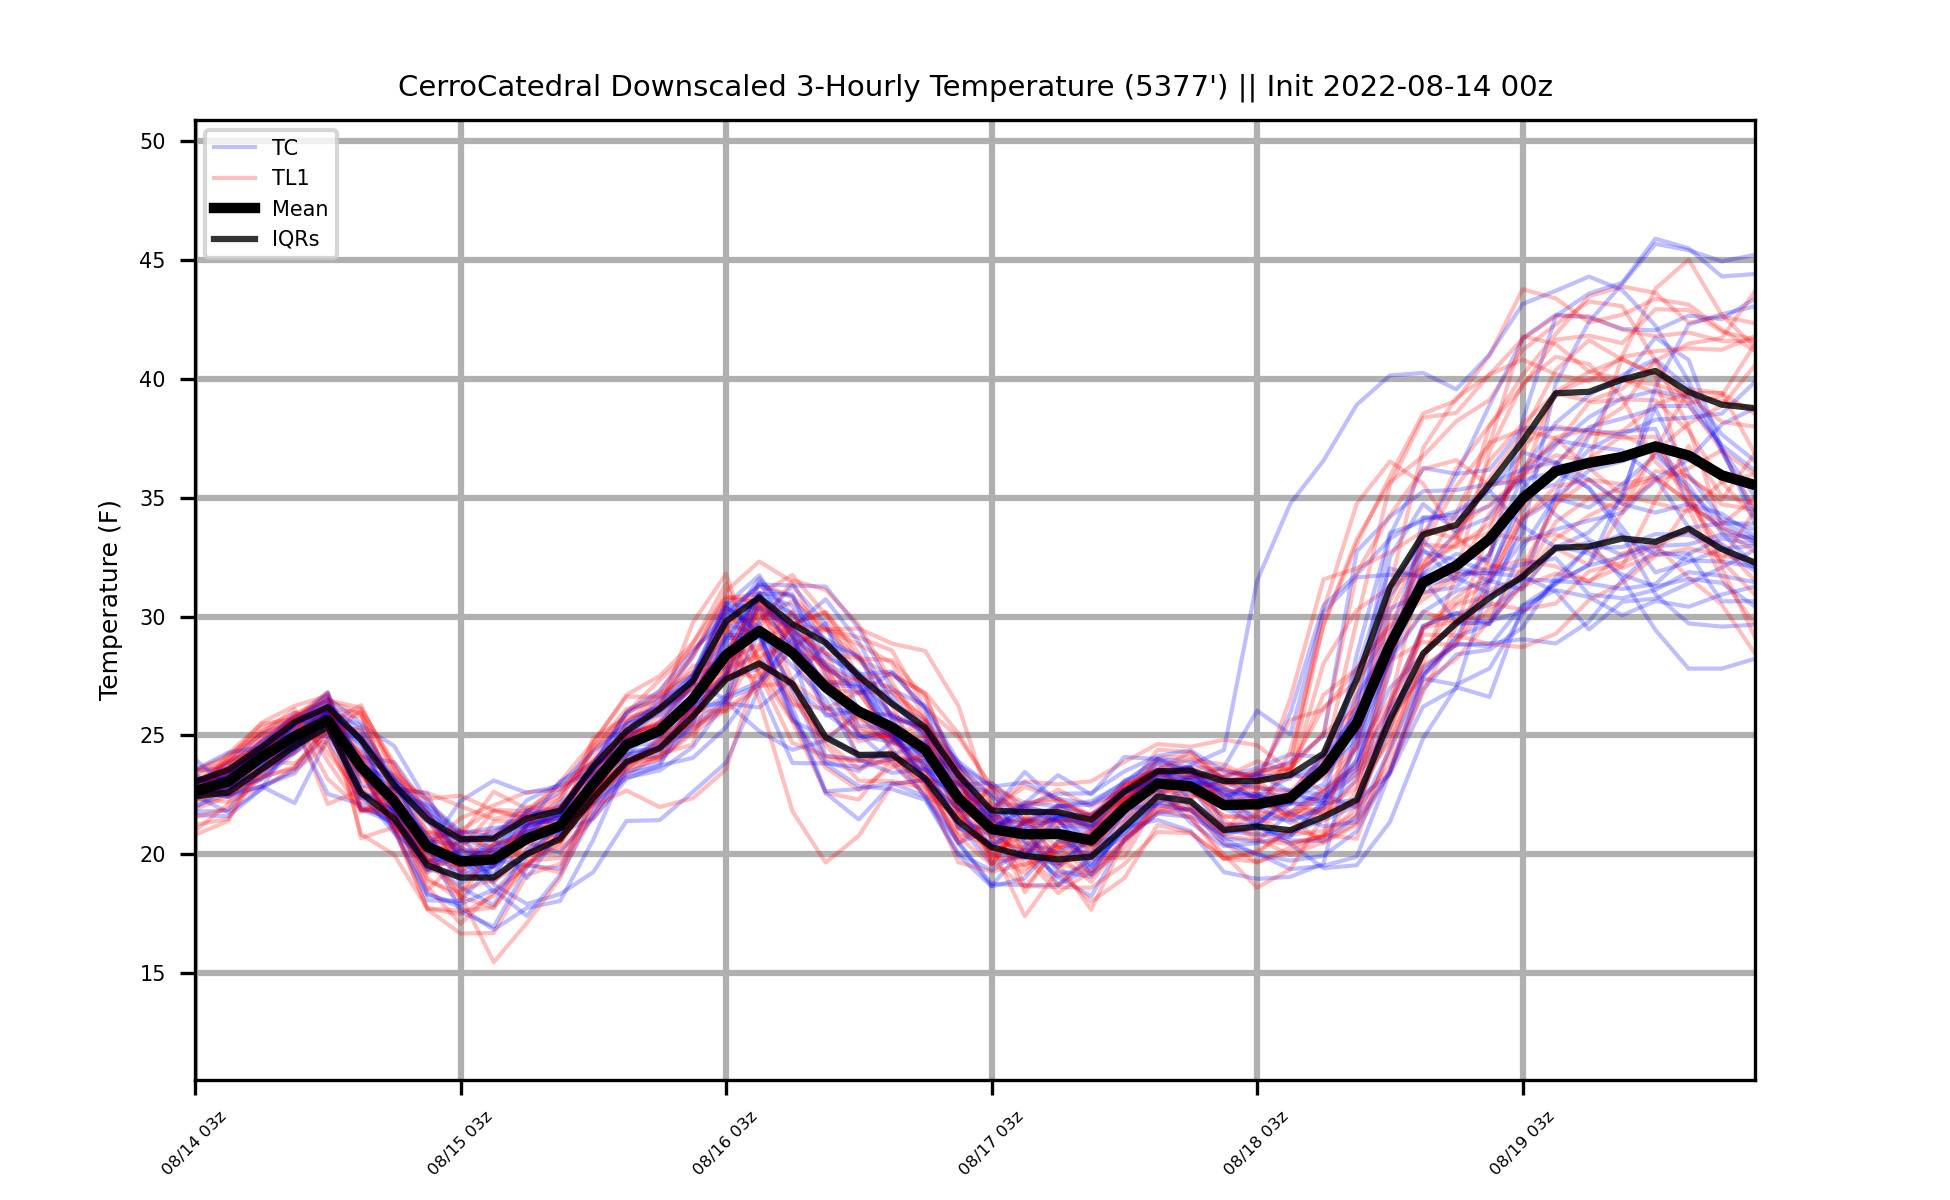 CerroCatedral Downscaled 3-Hourly Temperature (5377') || Init 2022-08-14 00z
TC
TL1
Mean
IQRs
Temperature (F)
50
45
40
35
30
25
20
15
08/14 03z
08/15 03z
08/16 03z
08/17 03z
08/18 03z
08/19 03z